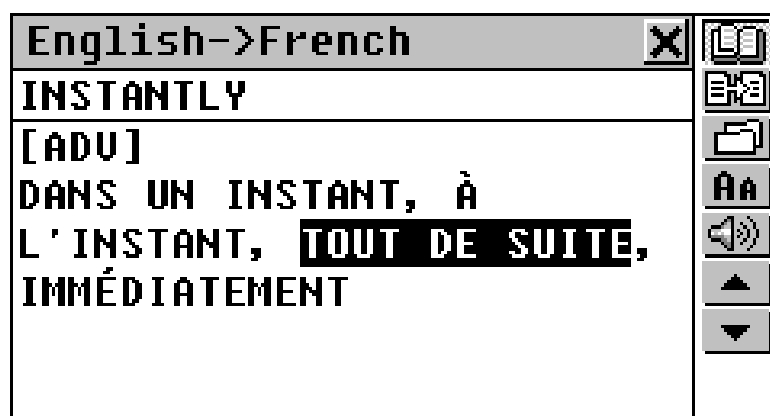 English->French
INSTANTLY
[ADV]
DANS UN INSTANT, À
L'INSTANT, TOUT DE SUITE,
IMMÉDIATEMENT
AA